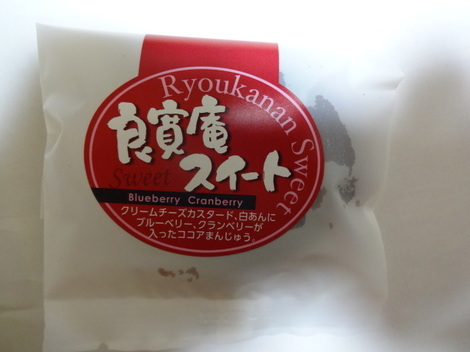 Ryoukanan Sweet
良寛庵
Sweet
スイート
Blueberry Cranberry
クリームチーズカスタード、白あんに
ブルーベリー、クランベリーが
入ったココアまんじゅう。